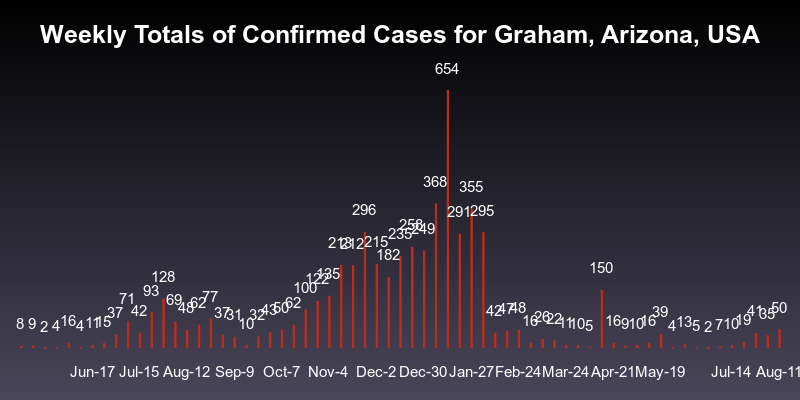 Weekly Totals of Confirmed Cases for Graham, Arizona, USA
8 9 2 4 16 4 11 15 37 71 42 93 128 69 48 62 77 37 31 10 32 43 50 62 100 122 135 213 212 296 215 182 235 258 249 368 654 291 355 295 42 47 48 16 26 22 11 10 5 150 16 9 10 16 39 4 13 5 2 7 10 19 41 35 50
Jun-17 Jul-15 Aug-12 Sep-9 Oct-7 Nov-4 Dec-2 Dec-30 Jan-27 Feb-24 Mar-24 Apr-21 May-19 Jul-14 Aug-11